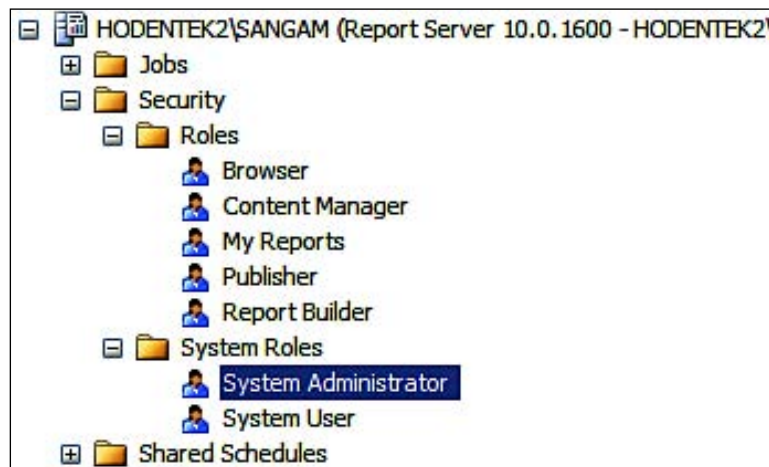 HODENTEK2\SANGAM (Report Server 10.0.1600 - HODENTEK2\
Jobs
Security
Roles
Browser
Content Manager
My Reports
Publisher
Report Builder
System Roles
System Administrator
System User
Shared Schedules